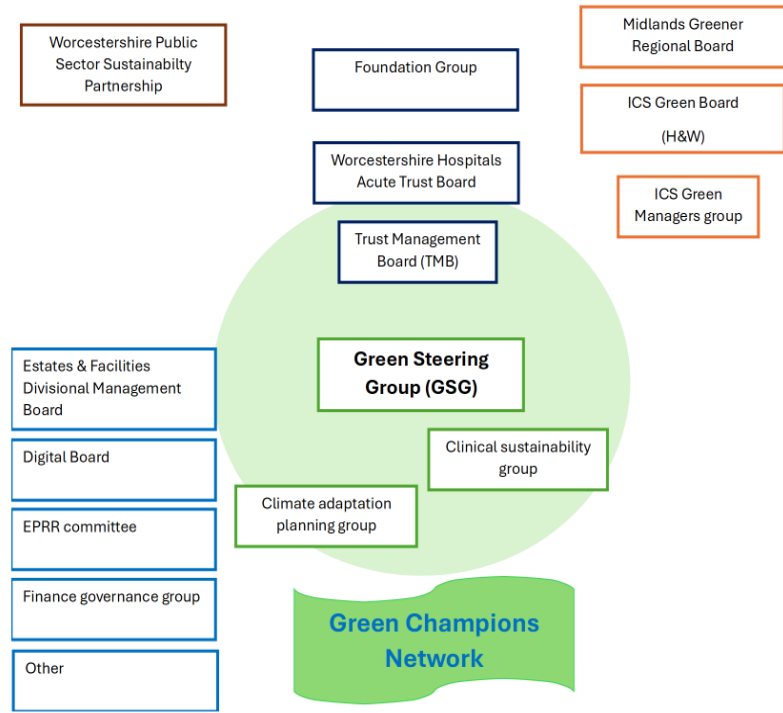 Worcestershire Public
Sector Sustainabilty
Partnership
Foundation Group
Midlands Greener
Regional Board
ICS Green Board
(H&W)
Worcestershire Hospitals
Acute Trust Board
ICS Green
Managers group
Trust Management
Board (TMB)
Green Steering
Group (GSG)
Estates & Facilities
Divisional Management
Board
Clinical sustainability
group
Digital Board
Climate adaptation
planning group
EPRR committee
Finance governance group
Green Champions
Network
Other